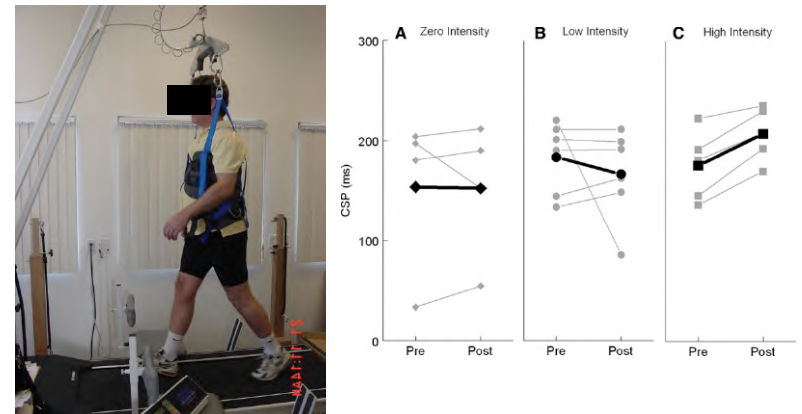 A Zero Intensity
B Low Intensity
C High Intensity
300
200
100
0
CSP (ms)
Pre Post
Pre Post
Pre Post